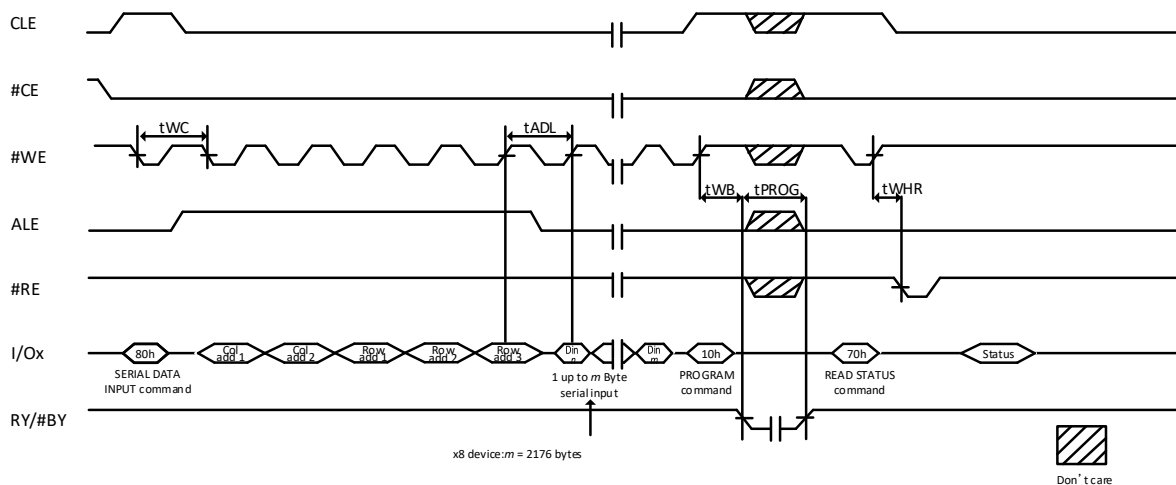 CLE
#CE
tWC
tADL
#WE
tWB
tPROG
tWHR
ALE
#RE
I/Ox
80h
Col
add 1
Col
add 2
Row
add 1
Row
add 2
Row
add 3
Din
n
Din
m
10h
70h
Status
SERIAL DATA
INPUT command
1 up to m Byte
serial input
PROGRAM
command
READ STATUS
command
RY/#BY
x8 device:m = 2176 bytes
Don't care